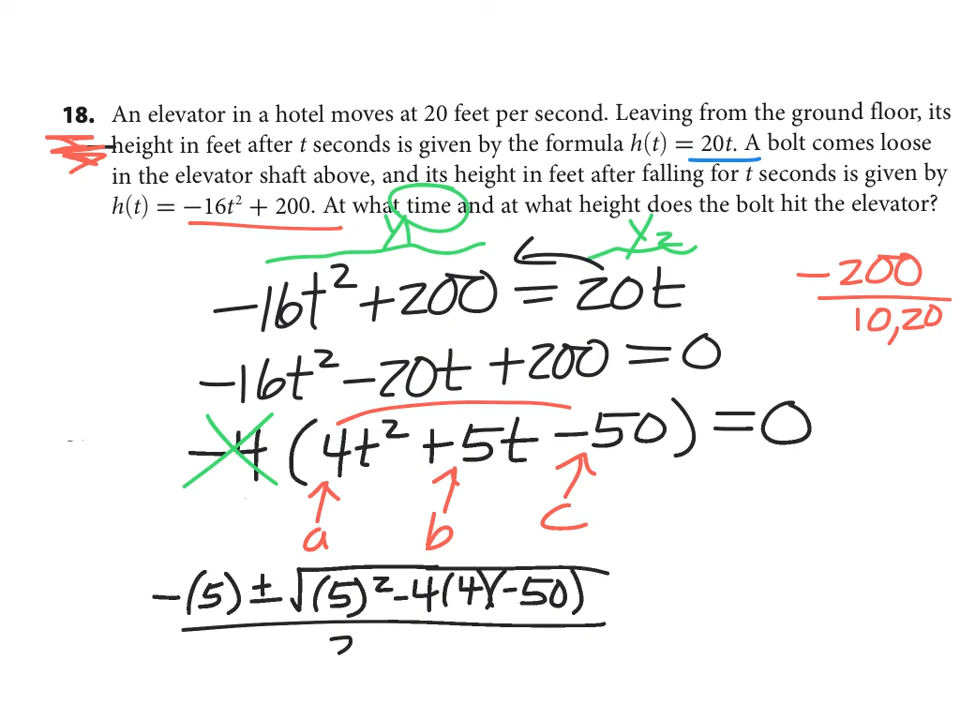 18. An elevator in a hotel moves at 20 feet per second. Leaving from the ground floor, its
height in feet after t seconds is given by the formula h(t) = 20t. A bolt comes loose
in the elevator shaft above, and its height in feet after falling for t seconds is given by
h(t) = −16t² + 200. At what time and at what height does the bolt hit the elevator?
Y2
−16t² + 200 = 20t
−200
10,20
−16t² − 20t + 200 = 0
−4 (4t² + 5t − 50) = 0
a b c
−(5) ± √(5)² − 4(4)(−50)
2